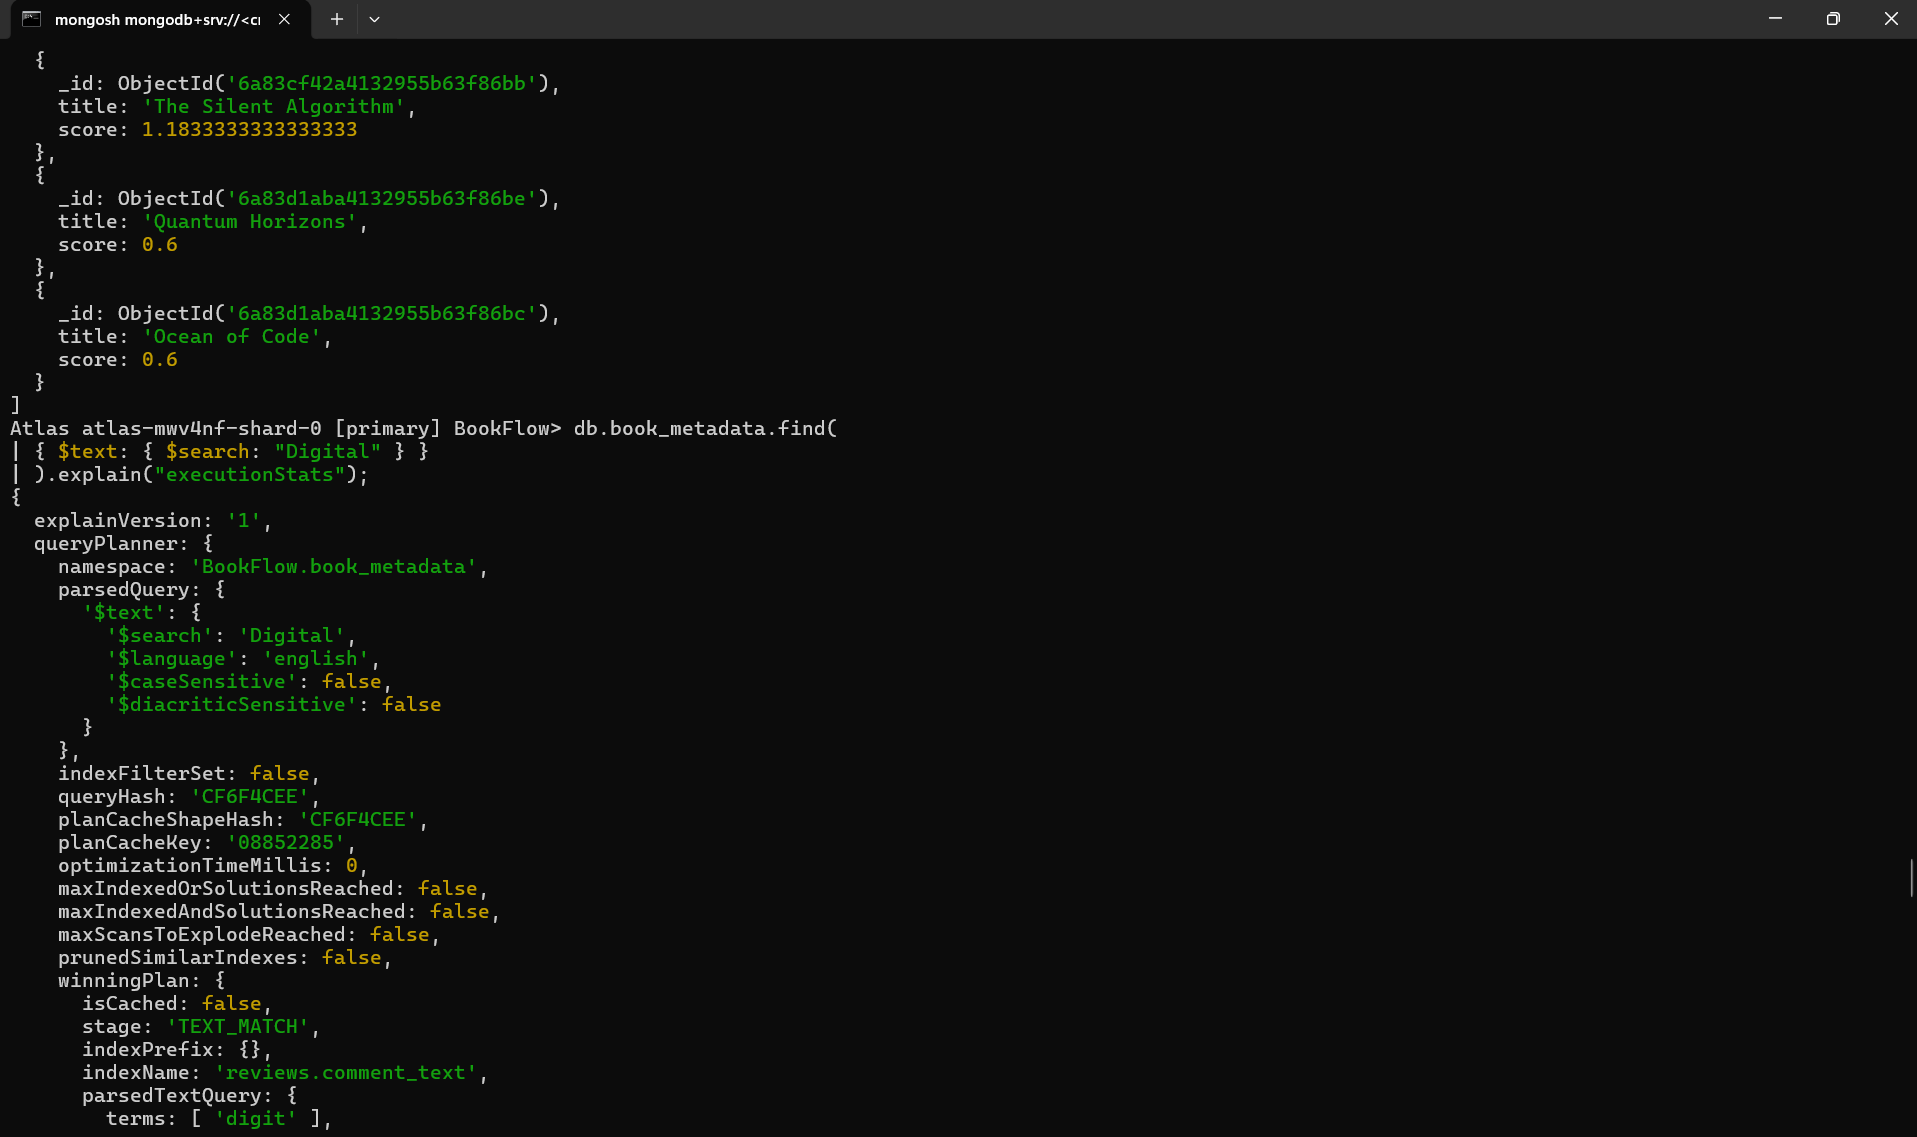 mongosh mongodb+srv://<cr
{
_id: ObjectId('6a83cf42a4132955b63f86bb'),
title: 'The Silent Algorithm',
score: 1.1833333333333333
},
{
_id: ObjectId('6a83d1aba4132955b63f86be'),
title: 'Quantum Horizons',
score: 0.6
},
{
_id: ObjectId('6a83d1aba4132955b63f86bc'),
title: 'Ocean of Code',
score: 0.6
}
]
Atlas atlas-mwv4nf-shard-0 [primary] BookFlow> db.book_metadata.find(
| { $text: { $search: "Digital" } }
| ).explain("executionStats");
{
explainVersion: '1',
queryPlanner: {
namespace: 'BookFlow.book_metadata',
parsedQuery: {
'$text': {
'$search': 'Digital',
'$language': 'english',
'$caseSensitive': false,
'$diacriticSensitive': false
}
},
indexFilterSet: false,
queryHash: 'CF6F4CEE',
planCacheShapeHash: 'CF6F4CEE',
planCacheKey: '08852285',
optimizationTimeMillis: 0,
maxIndexedOrSolutionsReached: false,
maxIndexedAndSolutionsReached: false,
maxScansToExplodeReached: false,
prunedSimilarIndexes: false,
winningPlan: {
isCached: false,
stage: 'TEXT_MATCH',
indexPrefix: {},
indexName: 'reviews.comment_text',
parsedTextQuery: {
terms: [ 'digit' ],